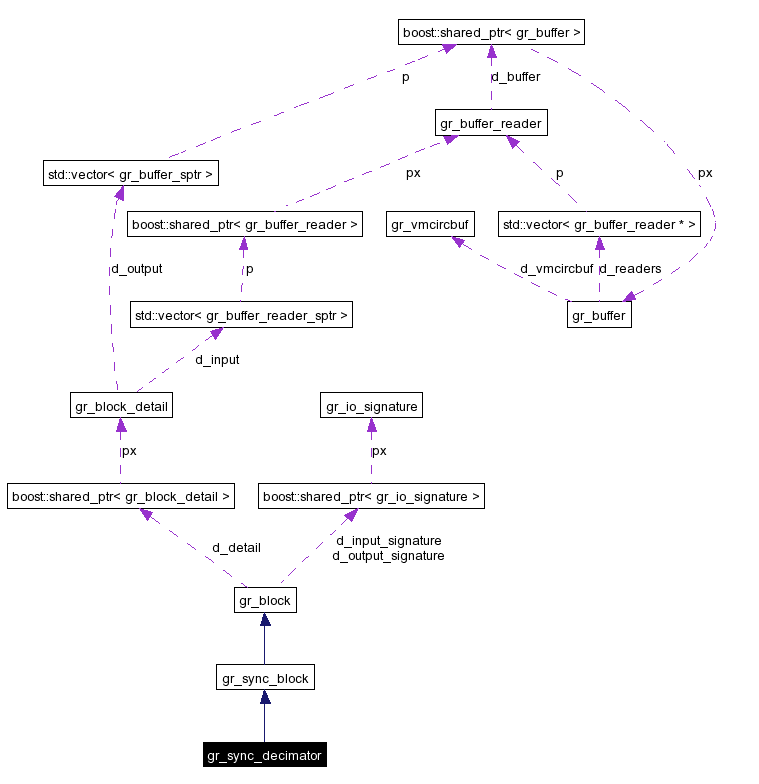 boost::shared_ptr< gr_buffer >
p
d_buffer
gr_buffer_reader
std::vector< gr_buffer_sptr >
px
p
px
boost::shared_ptr< gr_buffer_reader >
gr_vmcircbuf
std::vector< gr_buffer_reader * >
d_output
p
d_vmcircbuf
d_readers
std::vector< gr_buffer_reader_sptr >
gr_buffer
d_input
gr_block_detail
gr_io_signature
px
px
boost::shared_ptr< gr_block_detail >
boost::shared_ptr< gr_io_signature >
d_detail
d_input_signature
d_output_signature
gr_block
gr_sync_block
gr_sync_decimator